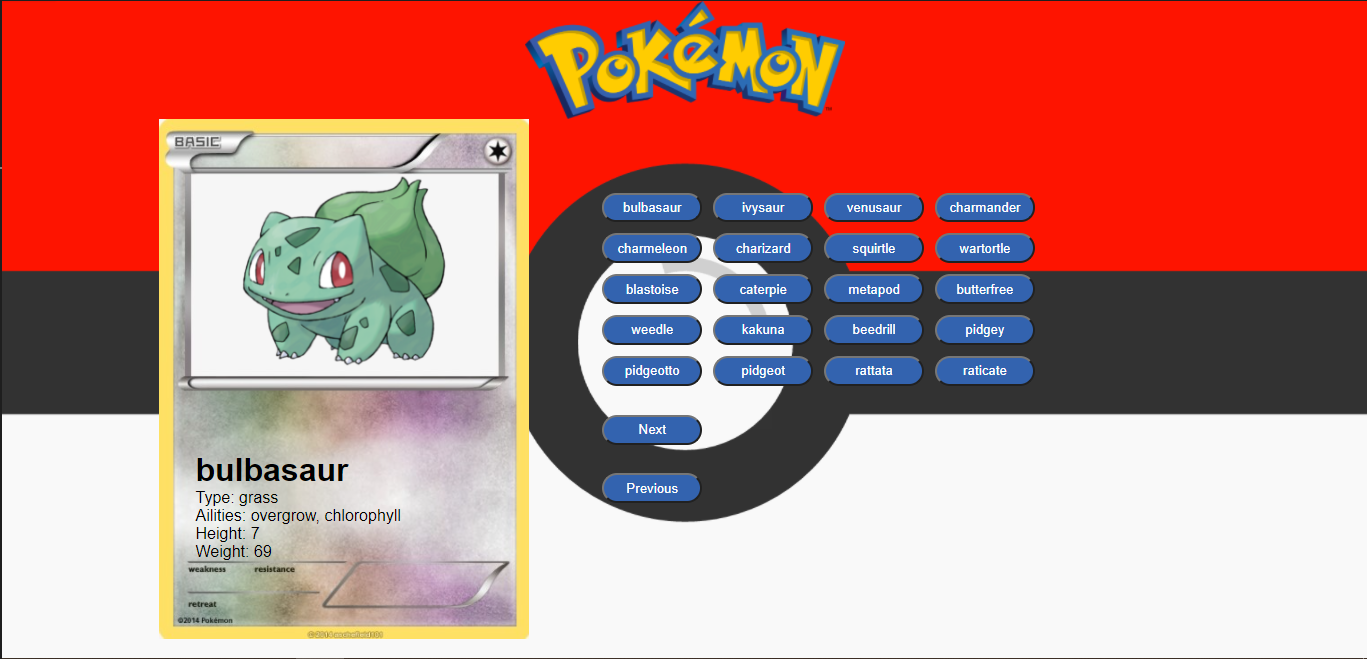 POKéMON
TM
BASIC
bulbasaur
Type: grass
Ailities: overgrow, chlorophyll
Height: 7
Weight: 69
weakness resistance
retreat
©2014 Pokémon
bulbasaur ivysaur venusaur charmander
charmeleon charizard squirtle wartortle
blastoise caterpie metapod butterfree
weedle kakuna beedrill pidgey
pidgeotto pidgeot rattata raticate
Next
Previous